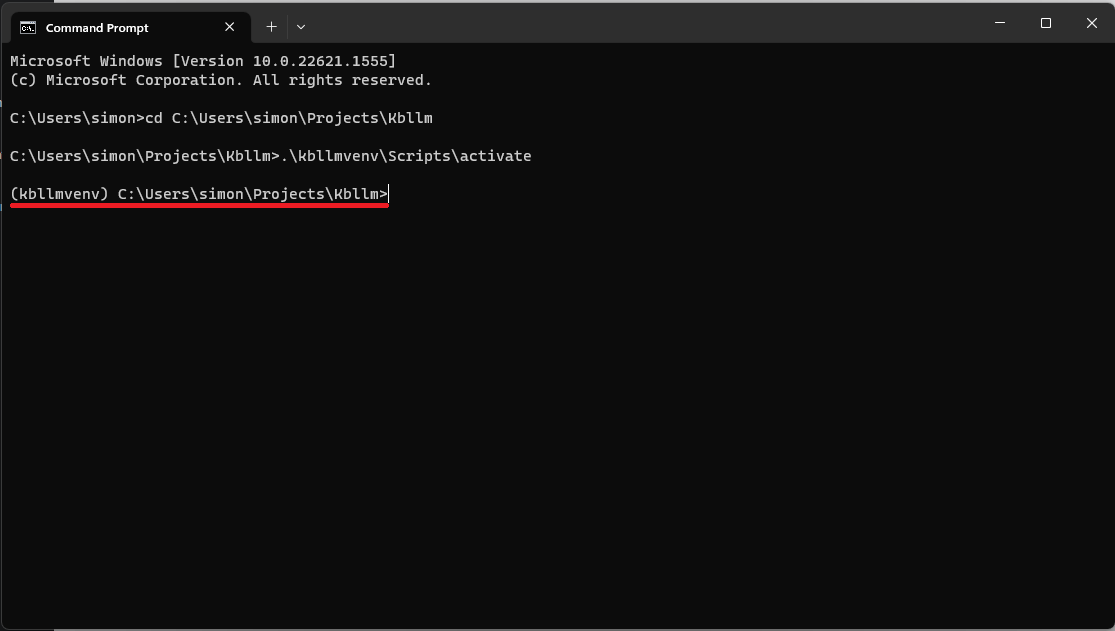 Command Prompt
Microsoft Windows [Version 10.0.22621.1555]
(c) Microsoft Corporation. All rights reserved.
C:\Users\simon>cd C:\Users\simon\Projects\Kbllm
C:\Users\simon\Projects\Kbllm>.\kbllmvenv\Scripts\activate
(kbllmvenv) C:\Users\simon\Projects\Kbllm>